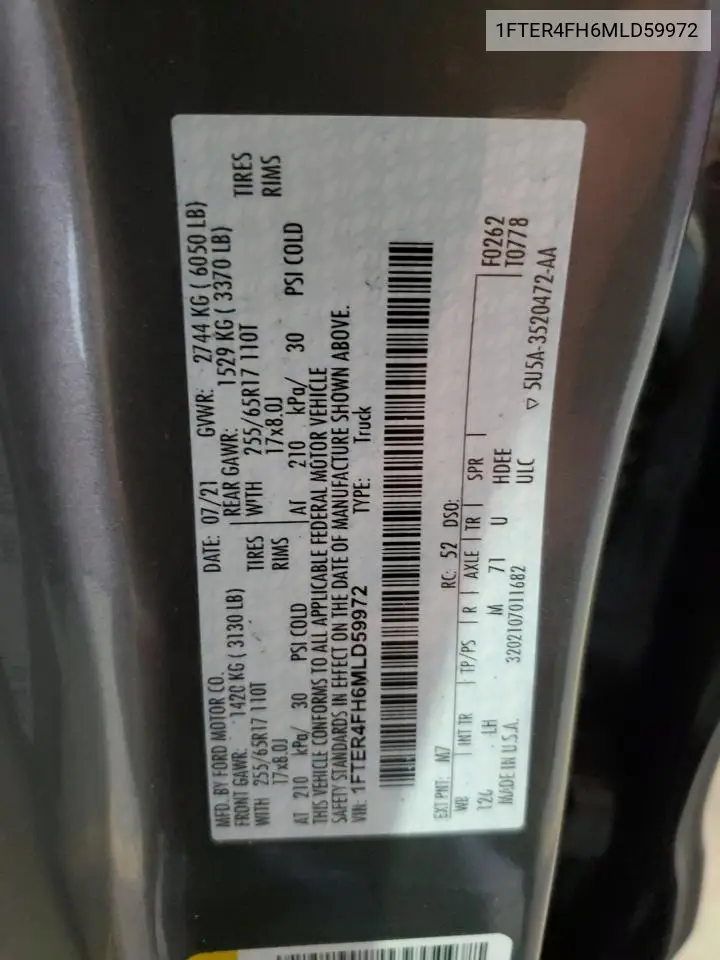 1FTER4FH6MLD59972
MFD. BY FORD MOTOR CO.
DATE: 07/21 GVWR: 2744 KG ( 6050 LB)
FRONT GAWR: 1420 KG ( 3130 LB) REAR GAWR: 1529 KG ( 3370 LB)
WITH 255/65R17 110T TIRES WITH 255/65R17 110T TIRES
17x8.0J RIMS 17x8.0J RIMS
AT 210 kPa/ 30 PSI COLD AT 210 kPa/ 30 PSI COLD
THIS VEHICLE CONFORMS TO ALL APPLICABLE FEDERAL MOTOR VEHICLE
SAFETY STANDARDS IN EFFECT ON THE DATE OF MANUFACTURE SHOWN ABOVE.
VIN: 1FTER4FH6MLD59972 TYPE: Truck
EXT PNT: M7 RC: 52 DSO:
WB INT TR TP/PS R AXLE TR SPR F0262
126 LH M 71 U HDEE T0778
ULC
MADE IN U.S.A. 3202107011682
▽ 5U5A-3520472-AA